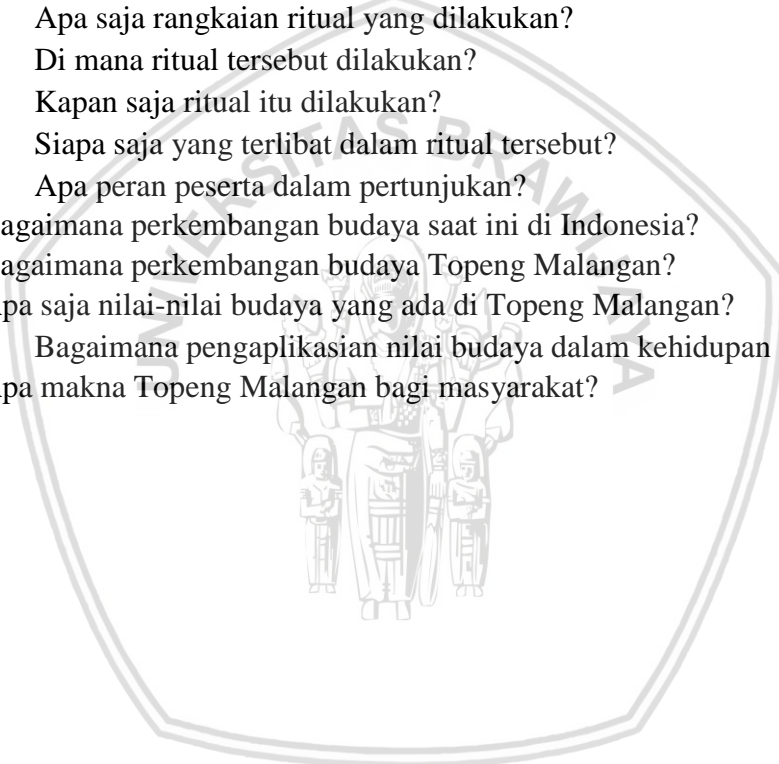 Apa saja rangkaian ritual yang dilakukan?
Di mana ritual tersebut dilakukan?
Kapan saja ritual itu dilakukan?
Siapa saja yang terlibat dalam ritual tersebut?
Apa peran peserta dalam pertunjukan?
agaimana perkembangan budaya saat ini di Indonesia?
agaimana perkembangan budaya Topeng Malangan?
pa saja nilai-nilai budaya yang ada di Topeng Malangan?
Bagaimana pengaplikasian nilai budaya dalam kehidupan
pa makna Topeng Malangan bagi masyarakat?
UNIVERSITAS BRAWIJAYA